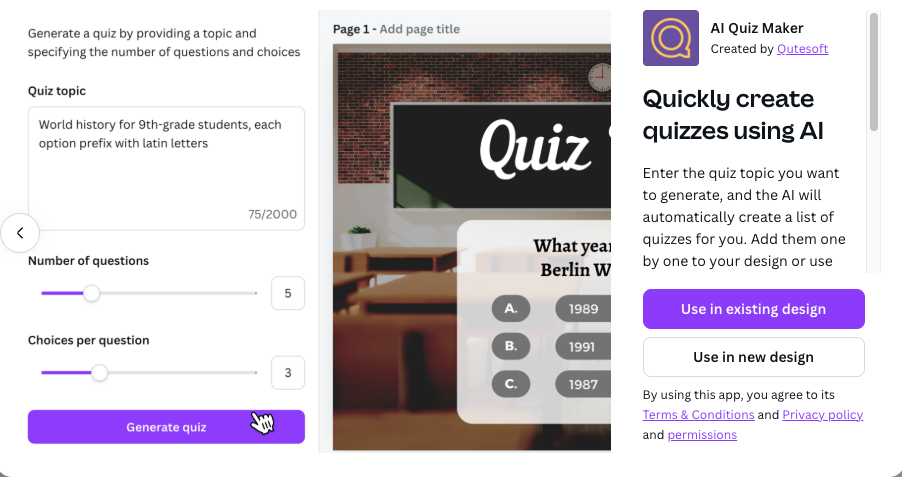 Generate a quiz by providing a topic and
specifying the number of questions and choices
Quiz topic
World history for 9th-grade students, each
option prefix with latin letters
75/2000
Number of questions
5
Choices per question
3
Generate quiz
Page 1 - Add page title
Quiz
What year
Berlin W
A. 1989
B. 1991
C. 1987
AI Quiz Maker
Created by Qutesoft
Quickly create
quizzes using AI
Enter the quiz topic you want
to generate, and the AI will
automatically create a list of
quizzes for you. Add them one
by one to your design or use
Use in existing design
Use in new design
By using this app, you agree to its
Terms & Conditions and Privacy policy
and permissions